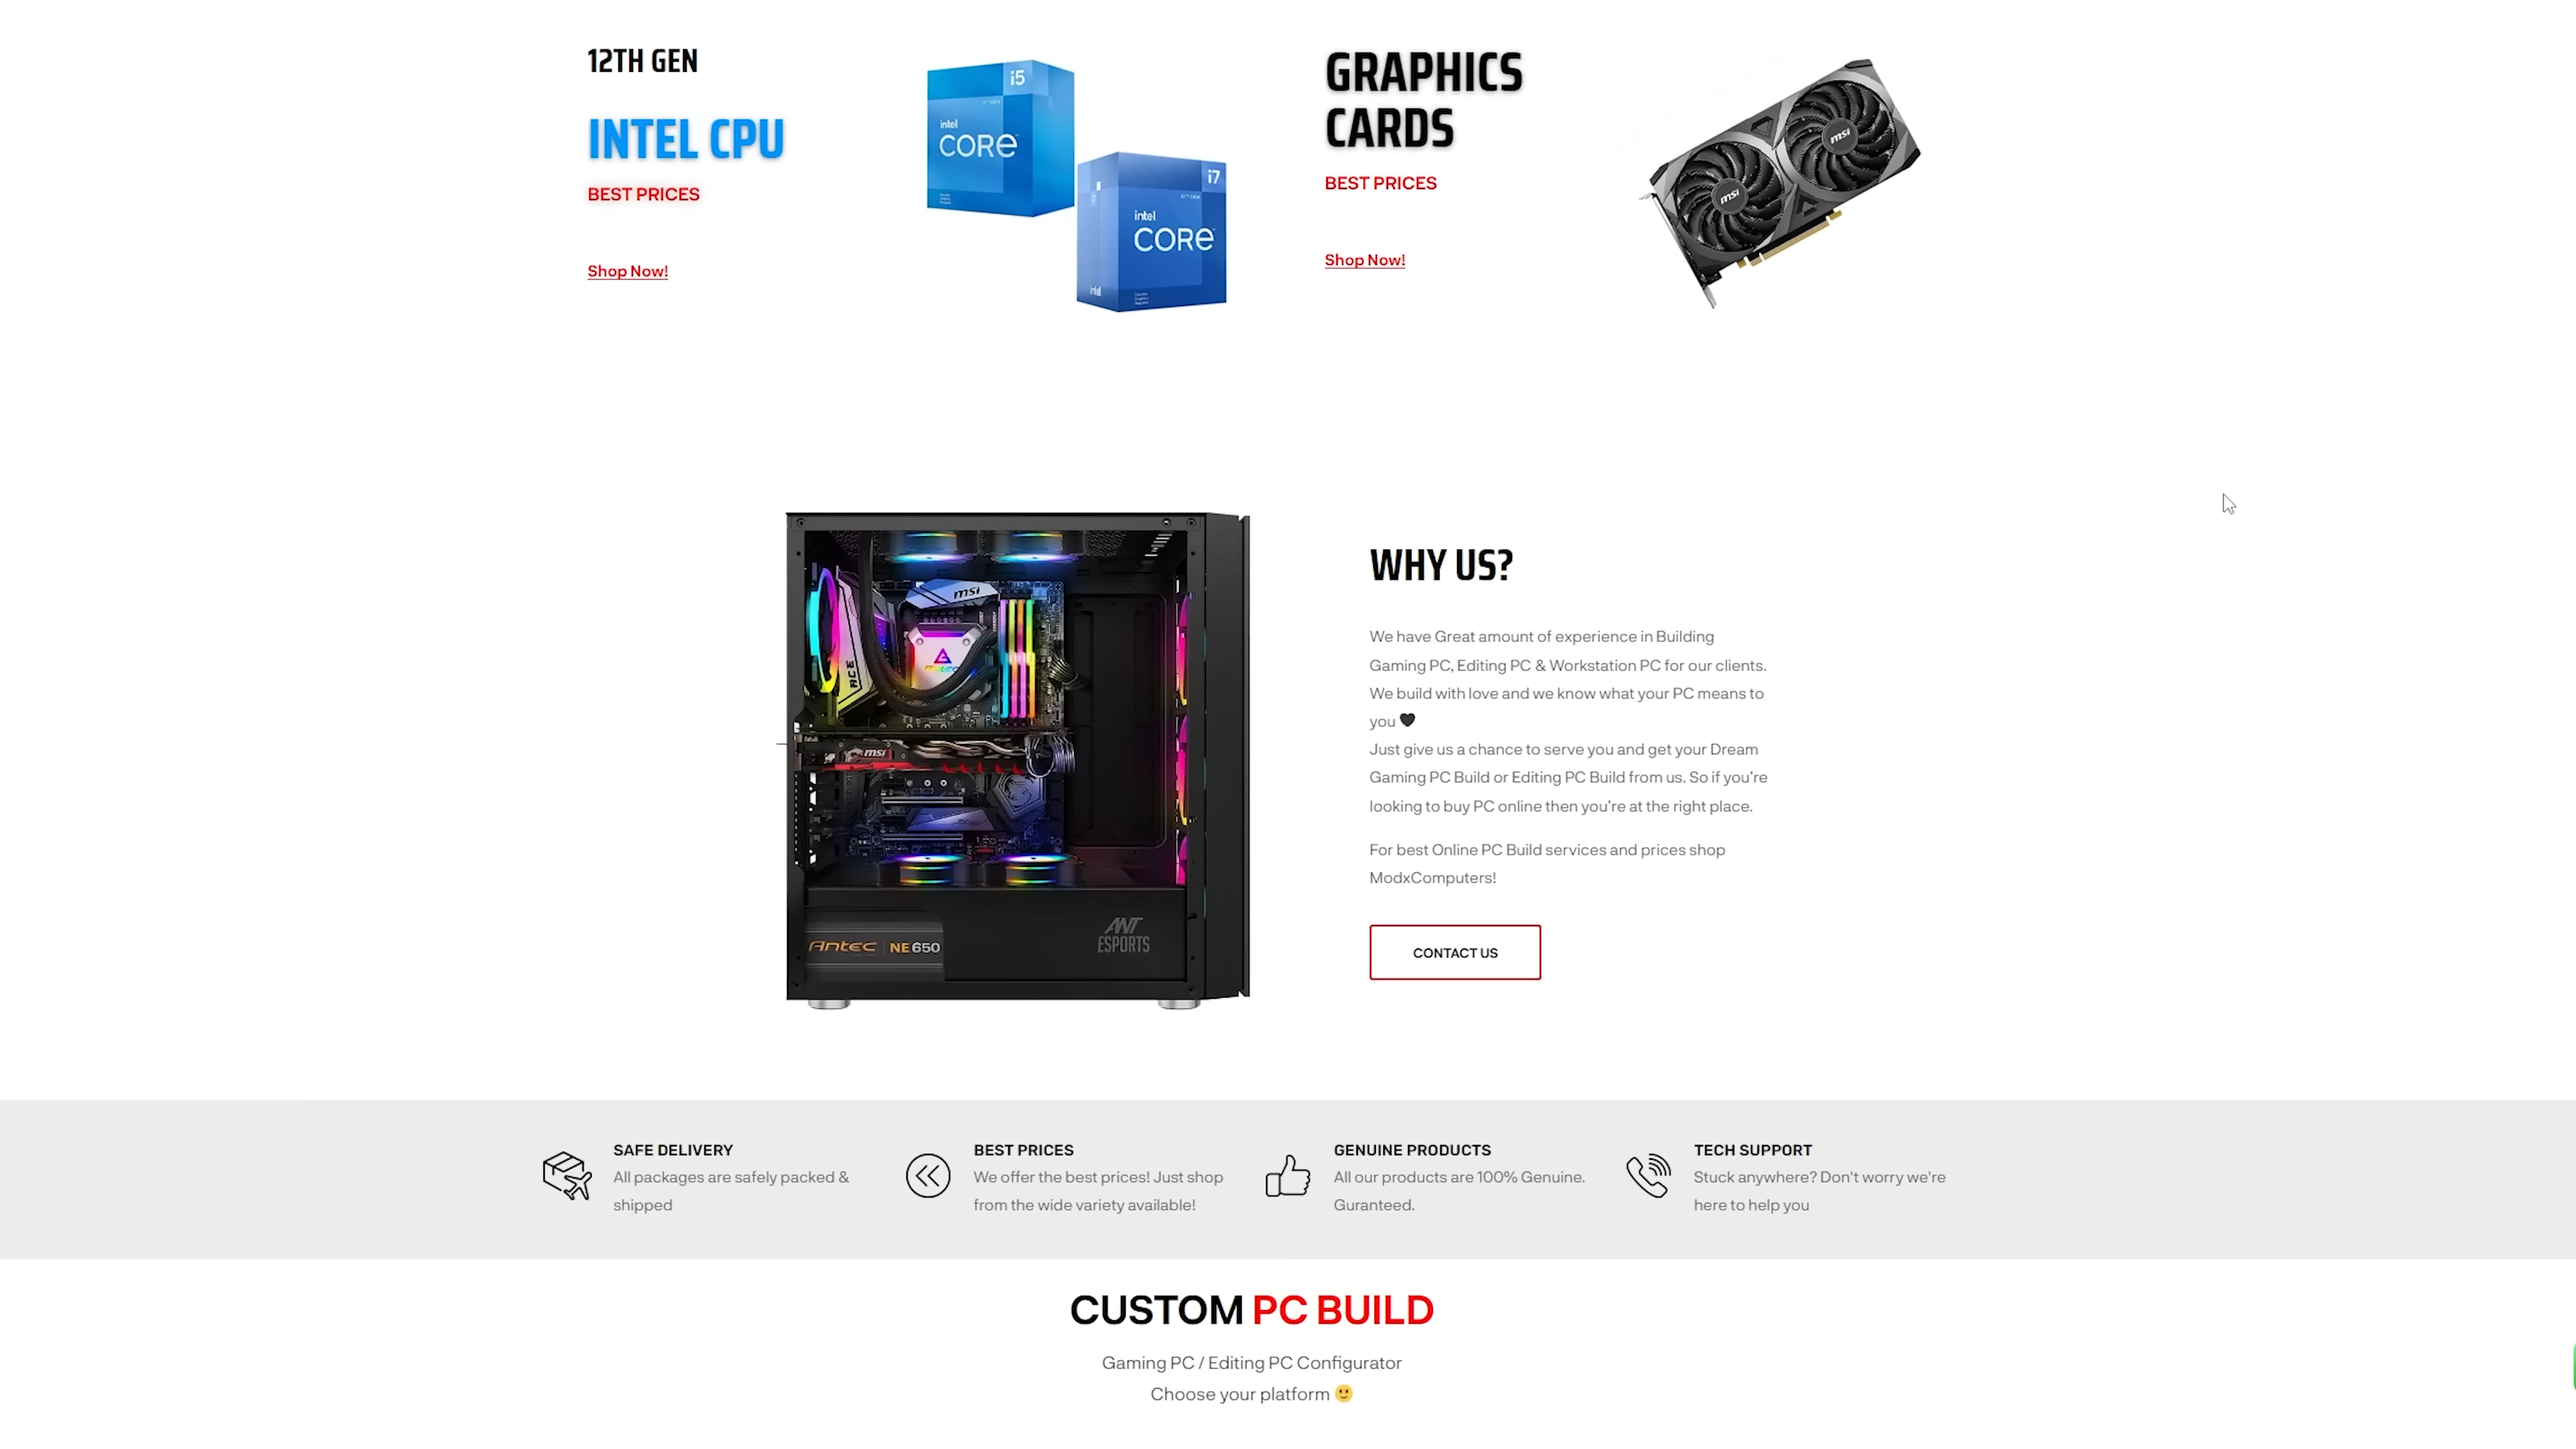 12TH GEN
INTEL CPU
BEST PRICES
Shop Now!
i5
intel
CORE
i7
intel
CORE
intel
GRAPHICS
CARDS
BEST PRICES
Shop Now!
msi
msi
msi
ACE
msi
Antec NE 650
ANT
ESPORTS
WHY US?
We have Great amount of experience in Building
Gaming PC, Editing PC & Workstation PC for our clients.
We build with love and we know what your PC means to
you 🖤
Just give us a chance to serve you and get your Dream
Gaming PC Build or Editing PC Build from us. So if you're
looking to buy PC online then you're at the right place.
For best Online PC Build services and prices shop
ModxComputers!
CONTACT US
SAFE DELIVERY
All packages are safely packed &
shipped
BEST PRICES
We offer the best prices! Just shop
from the wide variety available!
GENUINE PRODUCTS
All our products are 100% Genuine.
Guranteed.
TECH SUPPORT
Stuck anywhere? Don't worry we're
here to help you
CUSTOM PC BUILD
Gaming PC / Editing PC Configurator
Choose your platform 🙂